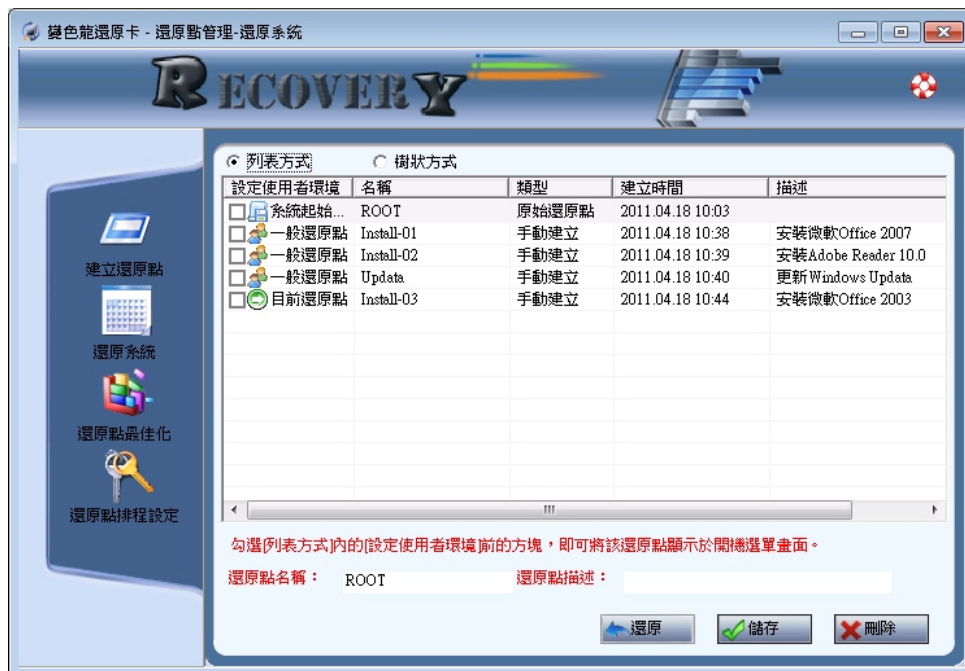 變色龍還原卡 - 還原點管理-還原系統
RECOVERY
列表方式 樹狀方式
設定使用者環境 名稱 類型 建立時間 描述
系統起始... ROOT 原始還原點 2011.04.18 10:03
一般還原點 Install-01 手動建立 2011.04.18 10:38 安裝微軟Office 2007
一般還原點 Install-02 手動建立 2011.04.18 10:39 安裝Adobe Reader 10.0
一般還原點 Updata 手動建立 2011.04.18 10:40 更新Windows Updata
目前還原點 Install-03 手動建立 2011.04.18 10:44 安裝微軟Office 2003
建立還原點
還原系統
還原點最佳化
還原點排程設定
勾選[列表方式]內的[設定使用者環境]前的方塊，即可將該還原點顯示於開機選單畫面。
還原點名稱： ROOT 還原點描述：
還原 儲存 刪除